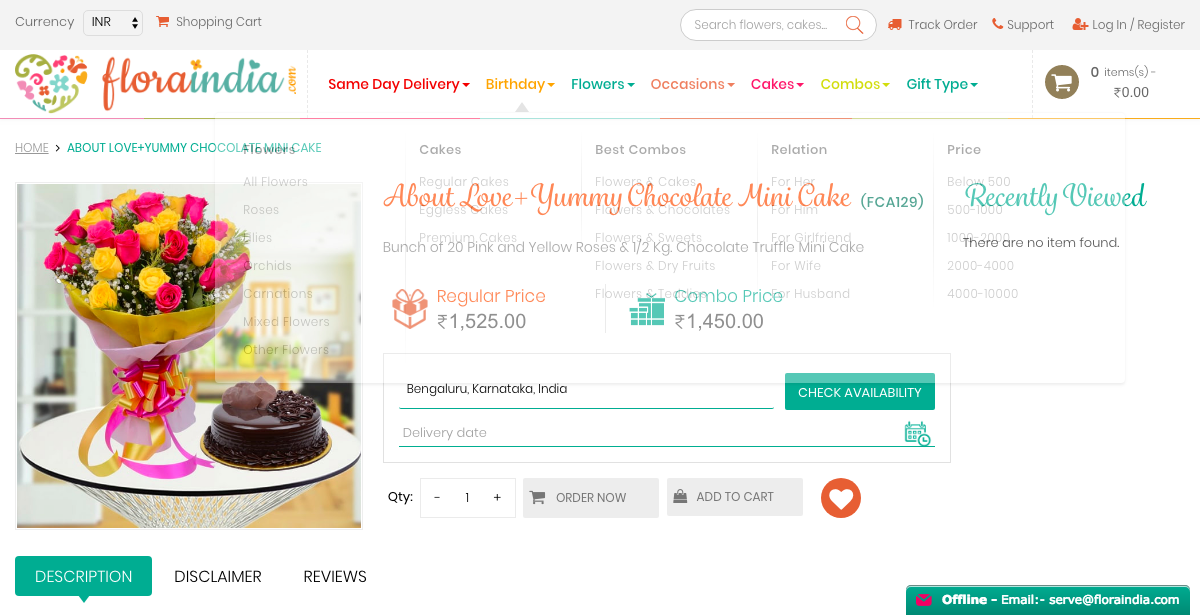 Currency INR Shopping Cart Search flowers, cakes... Track Order Support Log In / Register
floraindia.com
Same Day Delivery Birthday Flowers Occasions Cakes Combos Gift Type
0 items(s) -
₹0.00
HOME > ABOUT LOVE+YUMMY CHOCOLATE MINI CAKE
Flowers
All Flowers
Roses
Lilies
Orchids
Carnations
Mixed Flowers
Other Flowers
Cakes
Regular Cakes
Eggless Cakes
Premium Cakes
Best Combos
Flowers & Cakes
Flowers & Chocolates
Flowers & Sweets
Flowers & Dry Fruits
Flowers & Teddies
Relation
For Her
For Him
For Girlfriend
For Wife
For Husband
Price
Below 500
500-1000
1000-2000
2000-4000
4000-10000
About Love+Yummy Chocolate Mini Cake (FCA129)
Bunch of 20 Pink and Yellow Roses & 1/2 Kg. Chocolate Truffle Mini Cake
Regular Price
₹1,525.00
Combo Price
₹1,450.00
Recently Viewed
There are no item found.
Bengaluru, Karnataka, India CHECK AVAILABILITY
Delivery date
Qty: - 1 + ORDER NOW ADD TO CART
DESCRIPTION DISCLAIMER REVIEWS
Offline - Email:- serve@floraindia.com